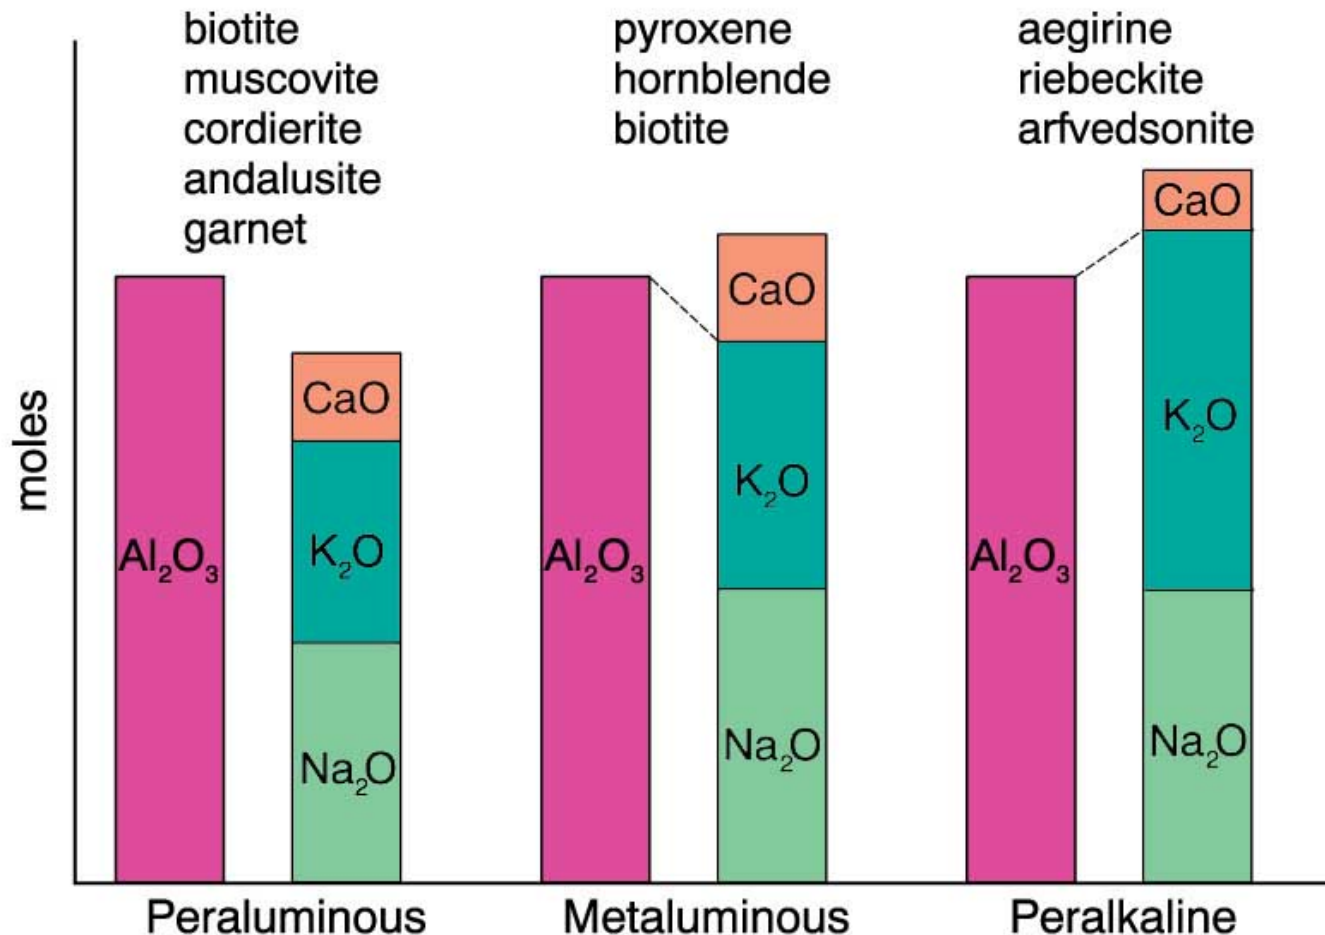 biotite
muscovite
cordierite
andalusite
garnet
pyroxene
hornblende
biotite
aegirine
riebeckite
arfvedsonite
moles
Al₂O₃
CaO
K₂O
Na₂O
Al₂O₃
CaO
K₂O
Na₂O
Al₂O₃
CaO
K₂O
Na₂O
Peraluminous
Metaluminous
Peralkaline